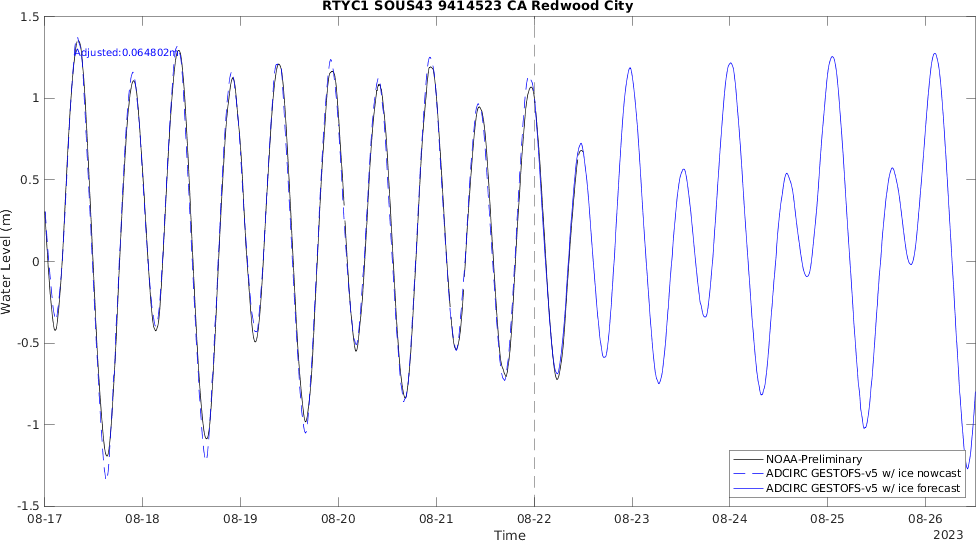 RTYC1 SOUS43 9414523 CA Redwood City
Adjusted:0.064802m
Water Level (m)
1.5
1
0.5
0
-0.5
-1
-1.5
NOAA-Preliminary
ADCIRC GESTOFS-v5 w/ ice nowcast
ADCIRC GESTOFS-v5 w/ ice forecast
08-17 08-18 08-19 08-20 08-21 08-22 08-23 08-24 08-25 08-26
Time
2023